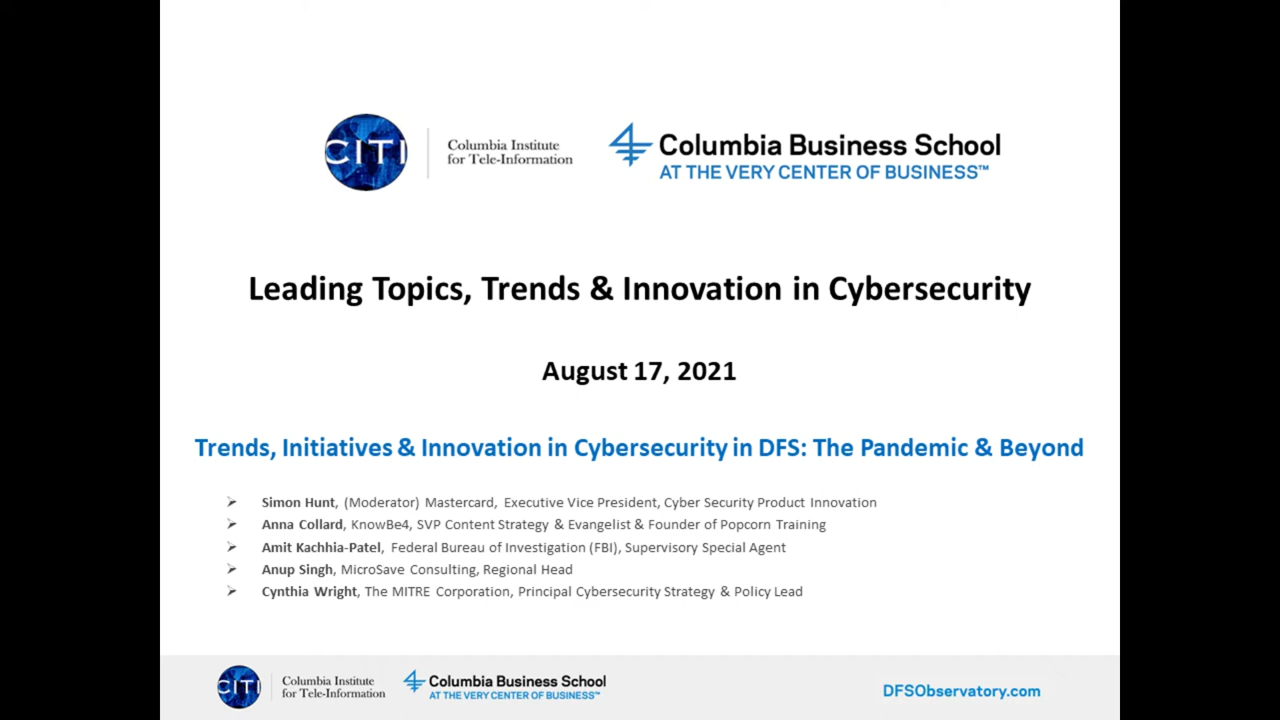 CITI
Columbia Institute
for Tele-Information
Columbia Business School
AT THE VERY CENTER OF BUSINESS™
Leading Topics, Trends & Innovation in Cybersecurity
August 17, 2021
Trends, Initiatives & Innovation in Cybersecurity in DFS: The Pandemic & Beyond
Simon Hunt, (Moderator) Mastercard, Executive Vice President, Cyber Security Product Innovation
Anna Collard, KnowBe4, SVP Content Strategy & Evangelist & Founder of Popcorn Training
Amit Kachhia-Patel, Federal Bureau of Investigation (FBI), Supervisory Special Agent
Anup Singh, MicroSave Consulting, Regional Head
Cynthia Wright, The MITRE Corporation, Principal Cybersecurity Strategy & Policy Lead
CITI
Columbia Institute
for Tele-Information
Columbia Business School
AT THE VERY CENTER OF BUSINESS™
DFSObservatory.com